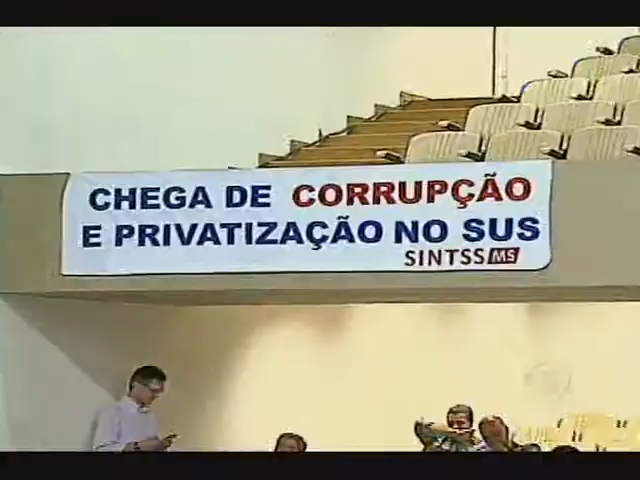 CHEGA DE CORRUPÇÃO
E PRIVATIZAÇÃO NO SUS
SINTSS MS